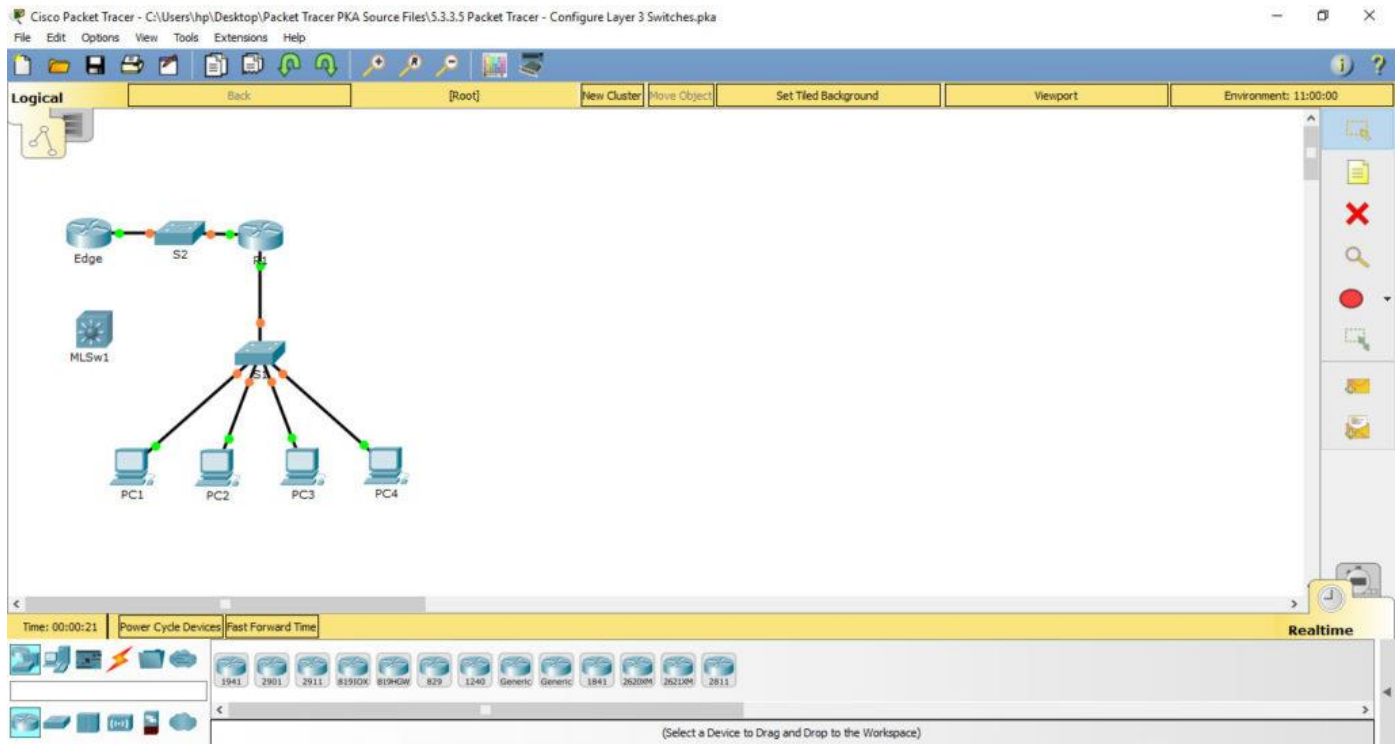 Cisco Packet Tracer - C:\Users\hp\Desktop\Packet Tracer PKA Source Files\5.3.3.5 Packet Tracer - Configure Layer 3 Switches.pka
File Edit Options View Tools Extensions Help
Logical Back [Root] New Cluster Move Object Set Tiled Background Viewport Environment: 11:00:00
Edge S2 R1
MLSw1
S1
PC1 PC2 PC3 PC4
Time: 00:00:21 Power Cycle Devices Fast Forward Time Realtime
1941 2901 2911 819IOX 819HGW 829 1240 Generic Generic 1841 2620XM 2621XM 2811
(Select a Device to Drag and Drop to the Workspace)